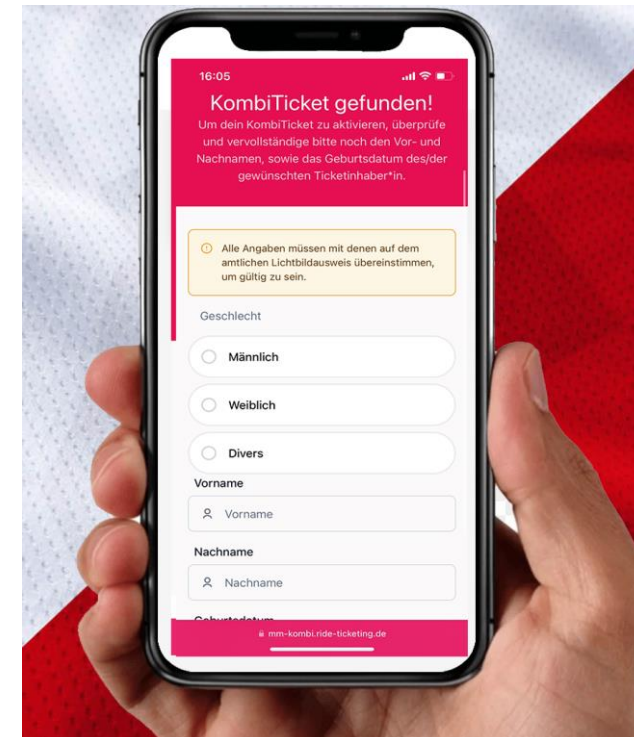 16:05
KombiTicket gefunden!
Um dein KombiTicket zu aktivieren, überprüfe
und vervollständige bitte noch den Vor- und
Nachnamen, sowie das Geburtsdatum des/der
gewünschten Ticketinhaber*in.
Alle Angaben müssen mit denen auf dem
amtlichen Lichtbildausweis übereinstimmen,
um gültig zu sein.
Geschlecht
Männlich
Weiblich
Divers
Vorname
Vorname
Nachname
Nachname
Geburtsdatum
mm-kombi.ride-ticketing.de